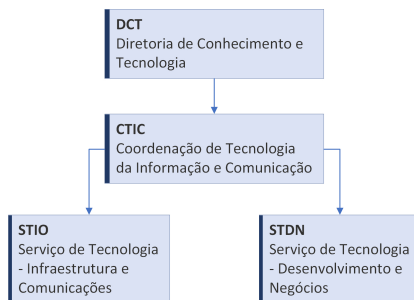 DCT
Diretoria de Conhecimento e
Tecnologia
CTIC
Coordenação de Tecnologia
da Informação e Comunicação
STIO
Serviço de Tecnologia
- Infraestrutura e
Comunicações
STDN
Serviço de Tecnologia
- Desenvolvimento e
Negócios